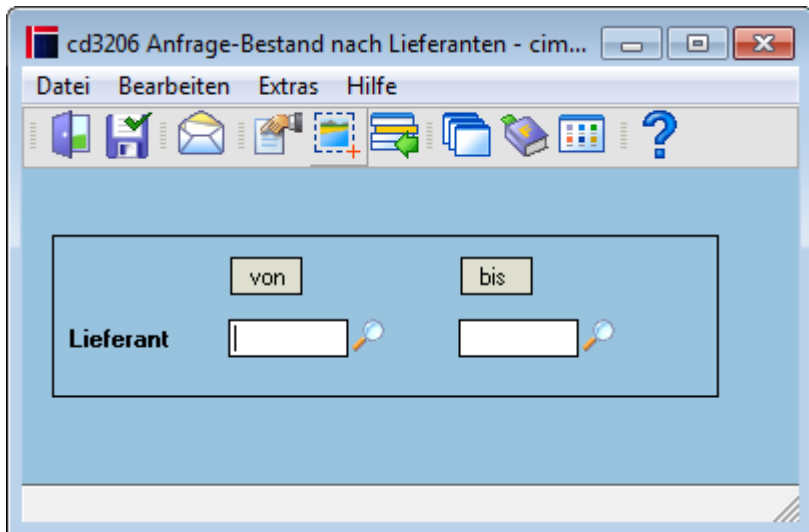 cd3206 Anfrage-Bestand nach Lieferanten - cim...
Datei Bearbeiten Extras Hilfe
von bis
Lieferant